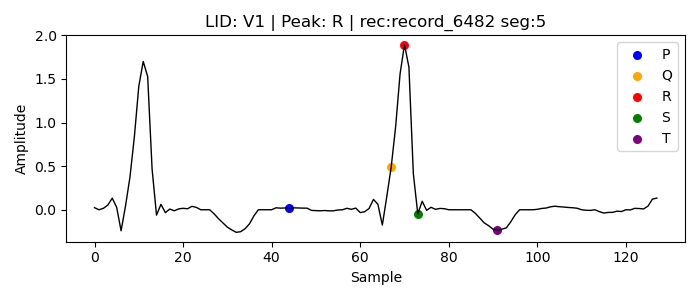 LID: V1 | Peak: R | rec:record_6482 seg:5
Amplitude
2.0
1.5
1.0
0.5
0.0
P
Q
R
S
T
0 20 40 60 80 100 120
Sample